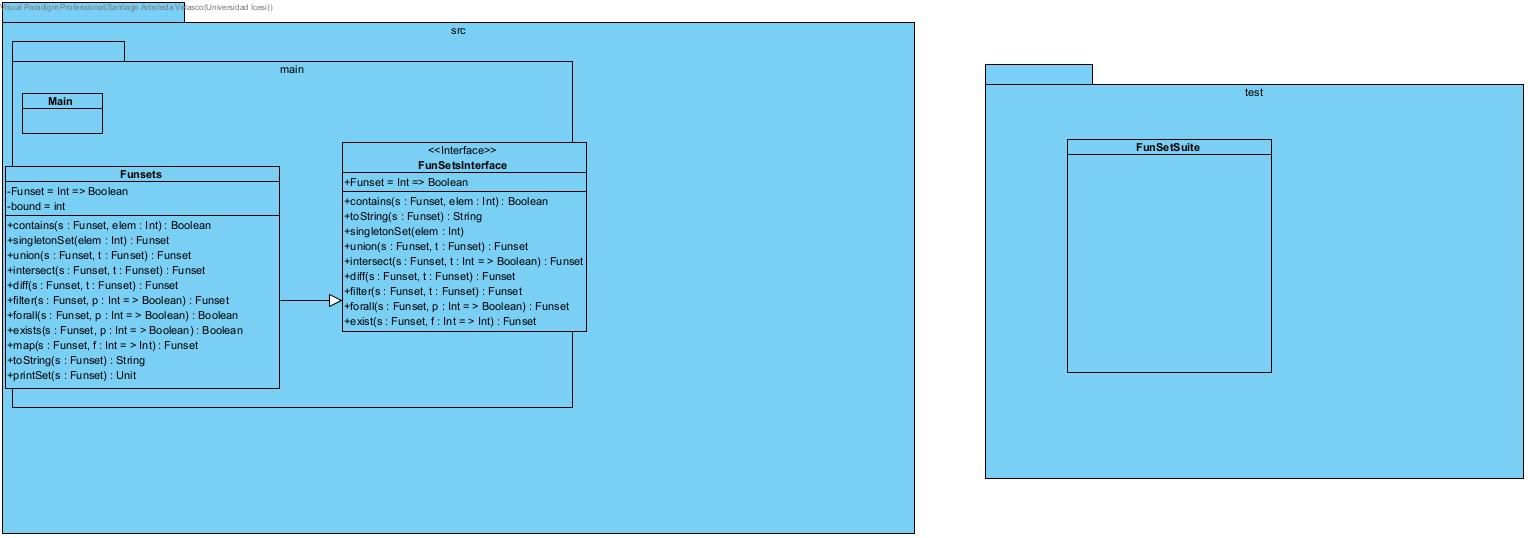 Visual Paradigm Professional(Santiago Arboleda Velasco(Universidad Icesi))
src
main
Main
Funsets
-Funset = Int => Boolean
-bound = int
+contains(s : Funset, elem : Int) : Boolean
+singletonSet(elem : Int) : Funset
+union(s : Funset, t : Funset) : Funset
+intersect(s : Funset, t : Funset) : Funset
+diff(s : Funset, t : Funset) : Funset
+filter(s : Funset, p : Int = > Boolean) : Funset
+forall(s : Funset, p : Int = > Boolean) : Boolean
+exists(s : Funset, p : Int = > Boolean) : Boolean
+map(s : Funset, f : Int = > Int) : Funset
+toString(s : Funset) : String
+printSet(s : Funset) : Unit
<<Interface>>
FunSetsInterface
+Funset = Int => Boolean
+contains(s : Funset, elem : Int) : Boolean
+toString(s : Funset) : String
+singletonSet(elem : Int)
+union(s : Funset, t : Funset) : Funset
+intersect(s : Funset, t : Int = > Boolean) : Funset
+diff(s : Funset, t : Funset) : Funset
+filter(s : Funset, t : Funset) : Funset
+forall(s : Funset, p : Int = > Boolean) : Funset
+exist(s : Funset, f : Int = > Int) : Funset
test
FunSetSuite